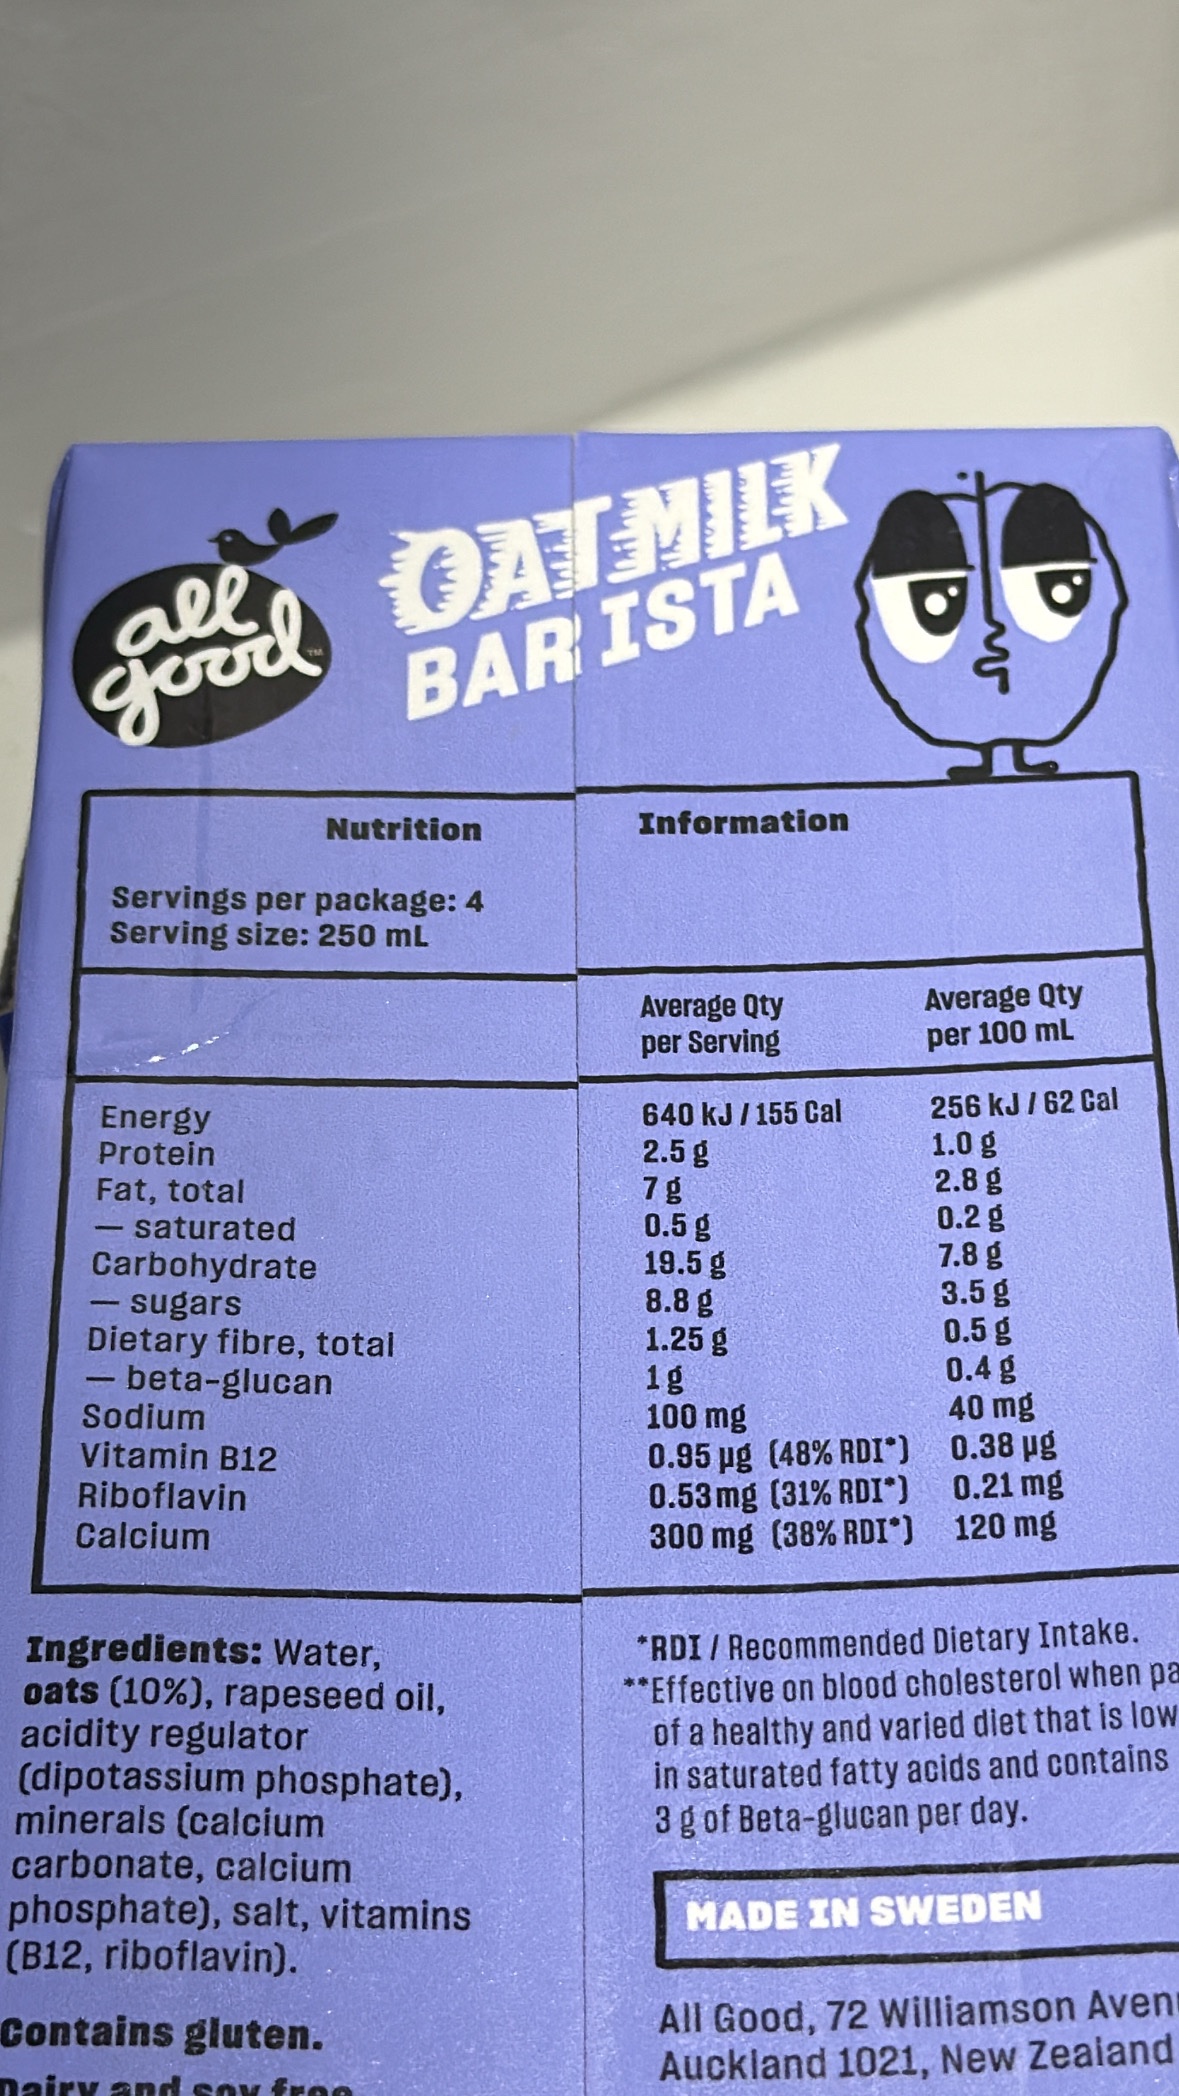 all good™
OATMILK
BARISTA
Nutrition Information
Servings per package: 4
Serving size: 250 mL
Average Qty per Serving Average Qty per 100 mL
Energy 640 kJ / 155 Cal 256 kJ / 62 Cal
Protein 2.5 g 1.0 g
Fat, total 7 g 2.8 g
— saturated 0.5 g 0.2 g
Carbohydrate 19.5 g 7.8 g
— sugars 8.8 g 3.5 g
Dietary fibre, total 1.25 g 0.5 g
— beta-glucan 1 g 0.4 g
Sodium 100 mg 40 mg
Vitamin B12 0.95 µg (48% RDI*) 0.38 µg
Riboflavin 0.53 mg (31% RDI*) 0.21 mg
Calcium 300 mg (38% RDI*) 120 mg
Ingredients: Water,
oats (10%), rapeseed oil,
acidity regulator
(dipotassium phosphate),
minerals (calcium
carbonate, calcium
phosphate), salt, vitamins
(B12, riboflavin).
Contains gluten.
Dairy and soy free
*RDI / Recommended Dietary Intake.
**Effective on blood cholesterol when
of a healthy and varied diet that is low
in saturated fatty acids and contains
3 g of Beta-glucan per day.
MADE IN SWEDEN
All Good, 72 Williamson
Auckland 1021, New Zealand